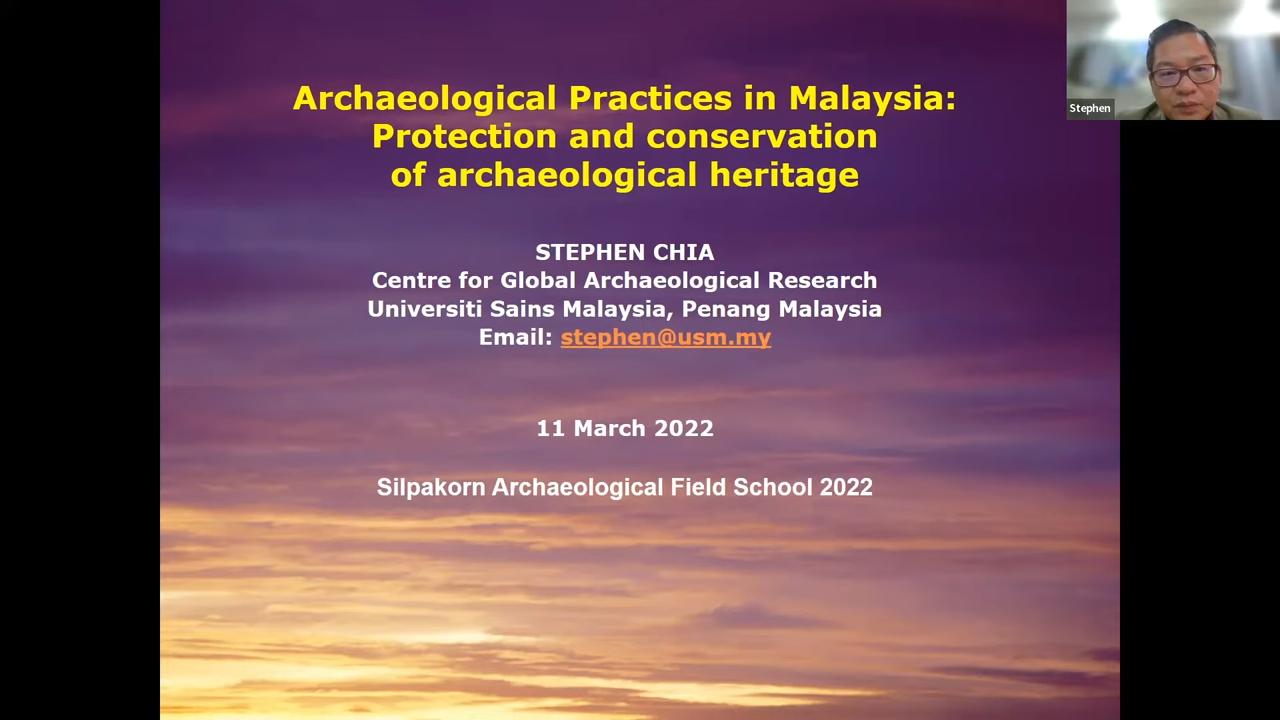 Archaeological Practices in Malaysia:
Protection and conservation
of archaeological heritage
STEPHEN CHIA
Centre for Global Archaeological Research
Universiti Sains Malaysia, Penang Malaysia
Email: stephen@usm.my
11 March 2022
Silpakorn Archaeological Field School 2022
Stephen